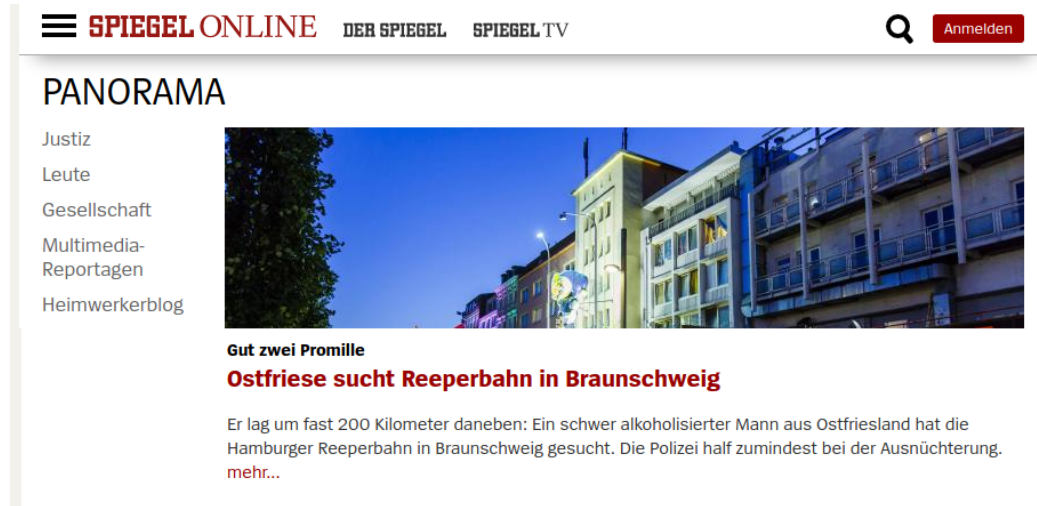 SPIEGEL ONLINE DER SPIEGEL SPIEGEL TV Anmelden
PANORAMA
Justiz
Leute
Gesellschaft
Multimedia-
Reportagen
Heimwerkerblog
Gut zwei Promille
Ostfriese sucht Reeperbahn in Braunschweig
Er lag um fast 200 Kilometer daneben: Ein schwer alkoholisierter Mann aus Ostfriesland hat die
Hamburger Reeperbahn in Braunschweig gesucht. Die Polizei half zumindest bei der Ausnüchterung.
mehr...